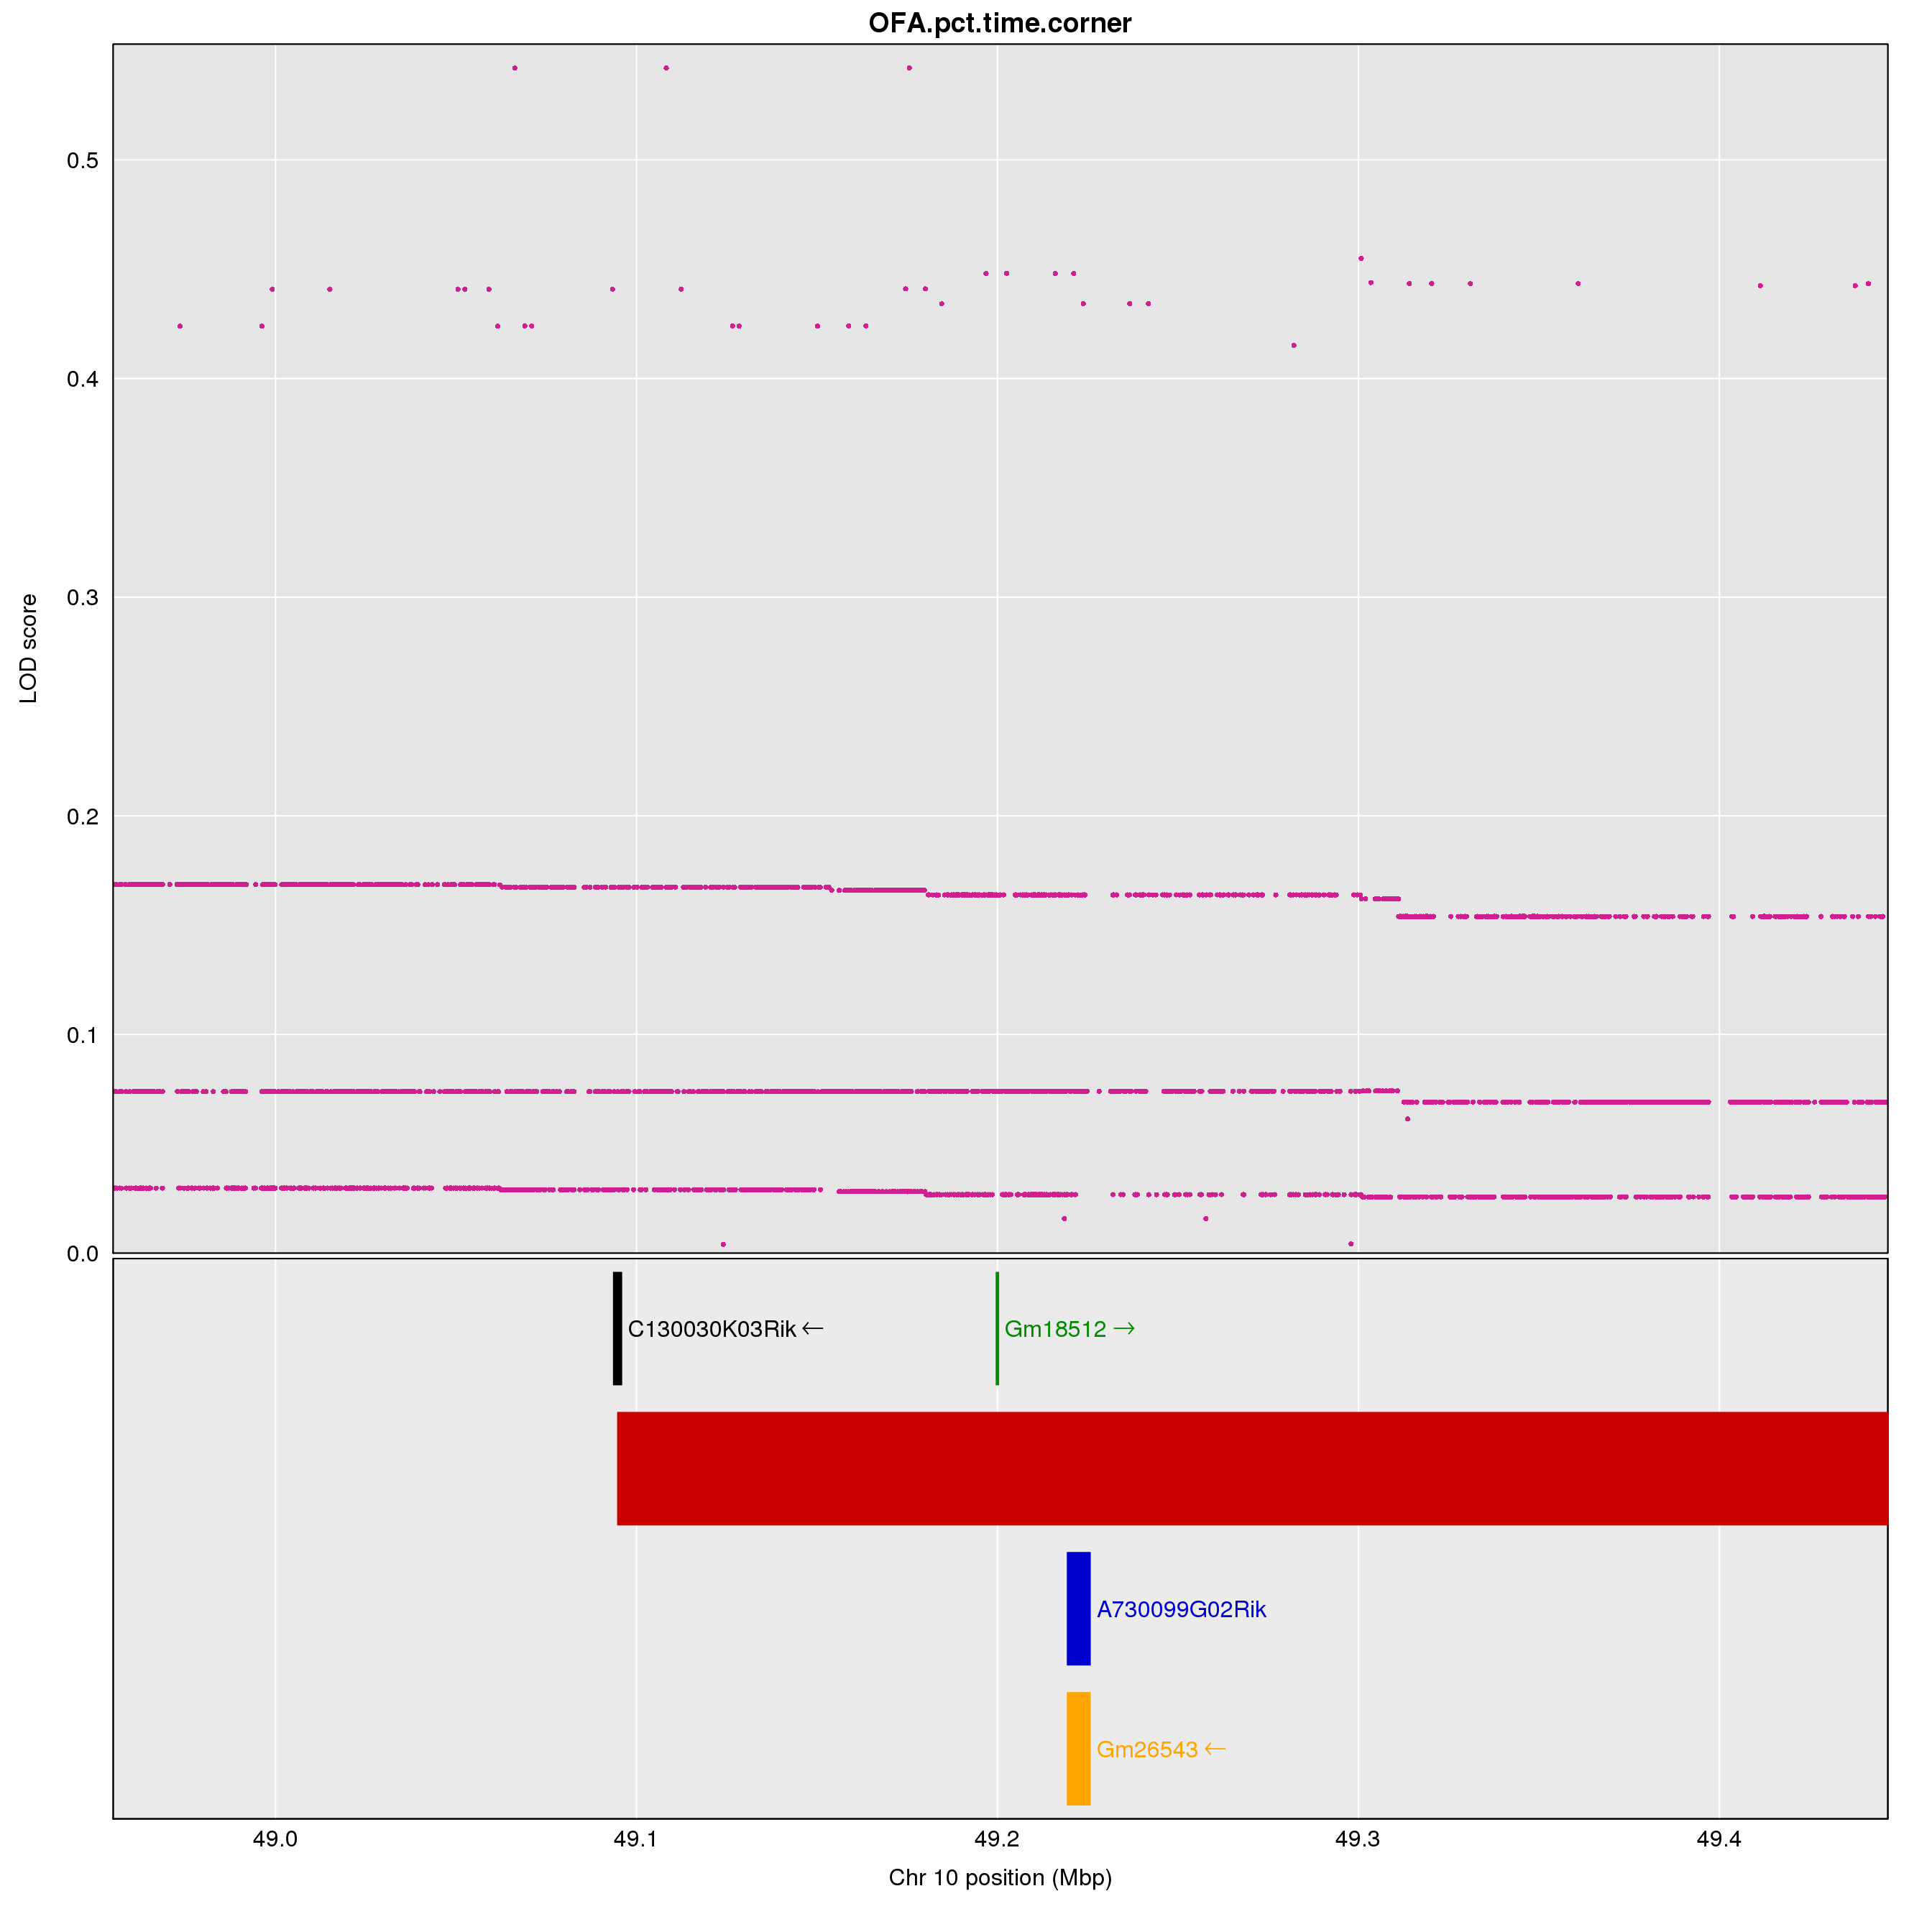 OFA.pct.time.corner
0.5
0.4
0.3
0.2
0.1
0.0
LOD score
C130030K03Rik ←
Gm18512 →
A730099G02Rik
Gm26543 ←
49.0 49.1 49.2 49.3 49.4
Chr 10 position (Mbp)